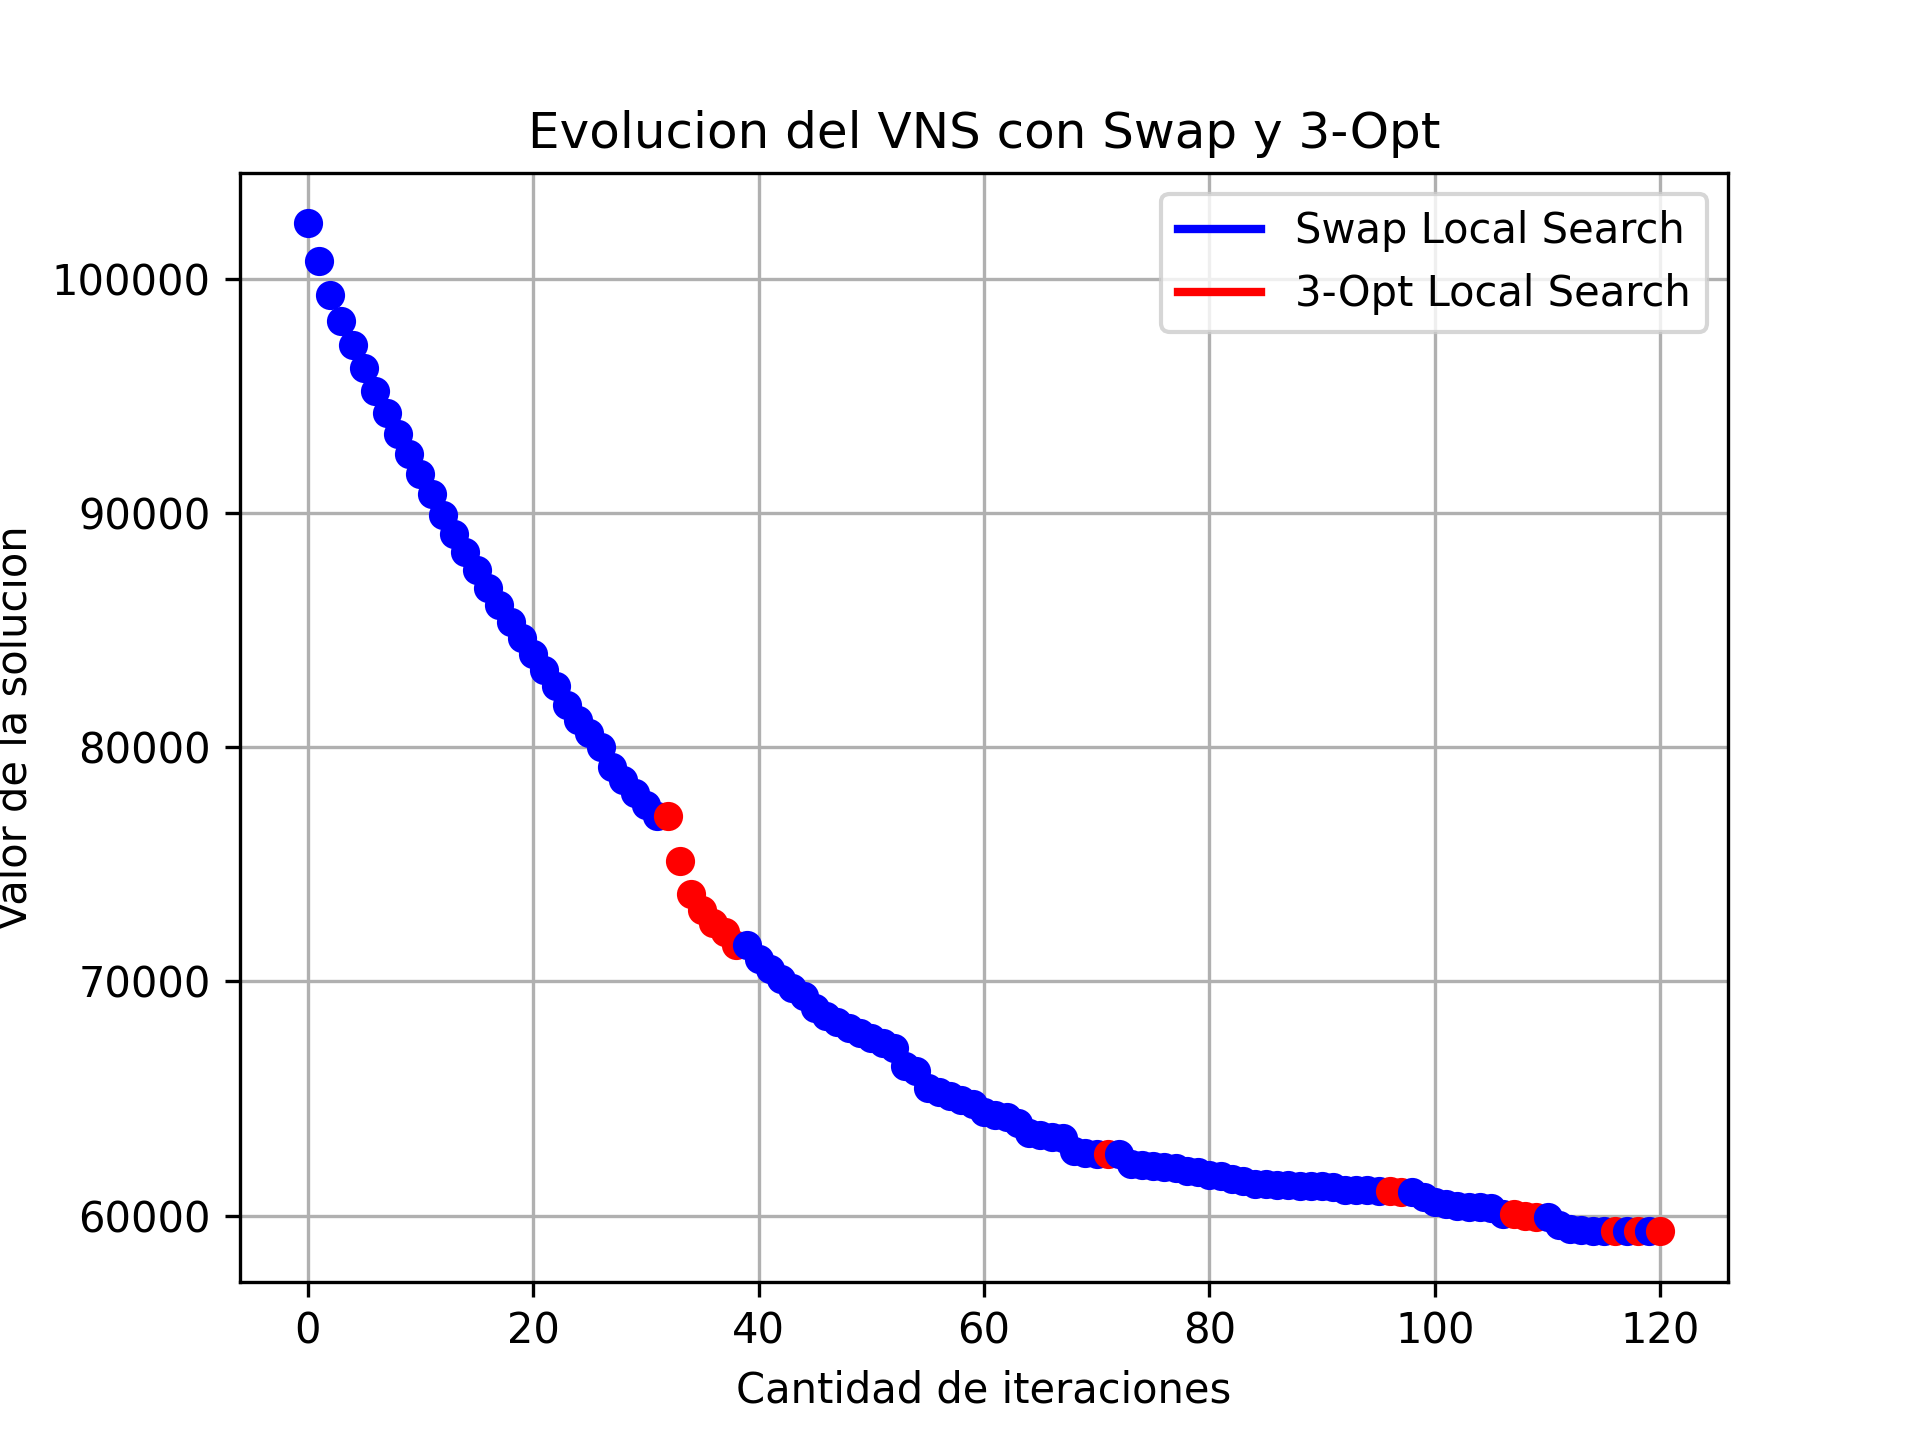 Evolucion del VNS con Swap y 3-Opt
Swap Local Search
3-Opt Local Search
100000
90000
80000
70000
60000
Valor de la solucion
0 20 40 60 80 100 120
Cantidad de iteraciones